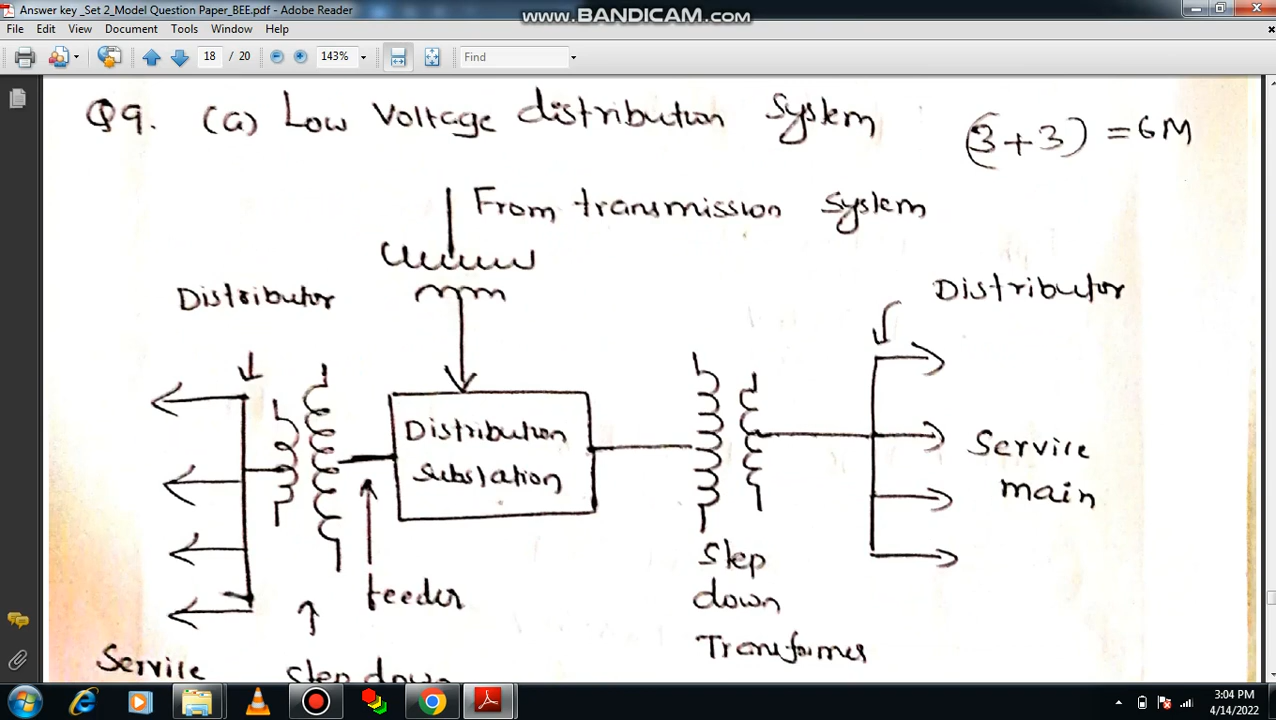 Answer key _Set 2_Model Question Paper_BEE.pdf - Adobe Reader
www.BANDICAM.com
File Edit View Document Tools Window Help
18 / 20 143% Find
Q9. (a) Low Voltage distribution System (3+3) = 6M
From transmission system
Distributor
Distributor
Distribution
Substation
Service
main
feeder
Step
down
Transformer
Service
Step down
3:04 PM
4/14/2022